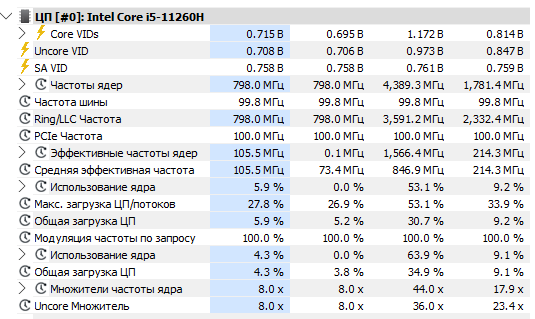 ЦП [#0]: Intel Core i5-11260H
Core VIDs 0.715 В 0.695 В 1.172 В 0.814 В
Uncore VID 0.708 В 0.706 В 0.973 В 0.847 В
SA VID 0.758 В 0.758 В 0.761 В 0.759 В
Частоты ядер 798.0 МГц 798.0 МГц 4,389.3 МГц 1,781.4 МГц
Частота шины 99.8 МГц 99.8 МГц 99.8 МГц 99.8 МГц
Ring/LLC Частота 798.0 МГц 798.0 МГц 3,591.2 МГц 2,332.4 МГц
PCIe Частота 100.0 МГц 100.0 МГц 100.0 МГц 100.0 МГц
Эффективные частоты ядер 105.5 МГц 0.1 МГц 1,566.4 МГц 214.3 МГц
Средняя эффективная частота 105.5 МГц 73.4 МГц 846.9 МГц 214.3 МГц
Использование ядра 5.9 % 0.0 % 53.1 % 9.2 %
Макс. загрузка ЦП/потоков 27.8 % 26.9 % 53.1 % 33.9 %
Общая загрузка ЦП 5.9 % 5.2 % 30.7 % 9.2 %
Модуляция частоты по запросу 100.0 % 100.0 % 100.0 % 100.0 %
Использование ядра 4.3 % 0.0 % 63.9 % 9.1 %
Общая загрузка ЦП 4.3 % 3.8 % 34.9 % 9.1 %
Множители частоты ядра 8.0 x 8.0 x 44.0 x 17.9 x
Uncore Множитель 8.0 x 8.0 x 36.0 x 23.4 x